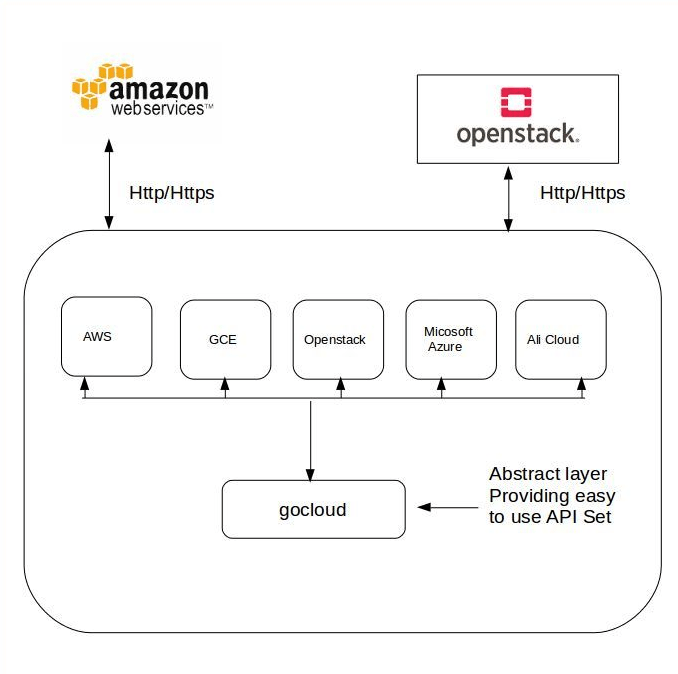 amazon
webservices™
openstack.
Http/Https
Http/Https
AWS
GCE
Openstack
Micosoft
Azure
Ali Cloud
gocloud
Abstract layer
Providing easy
to use API Set